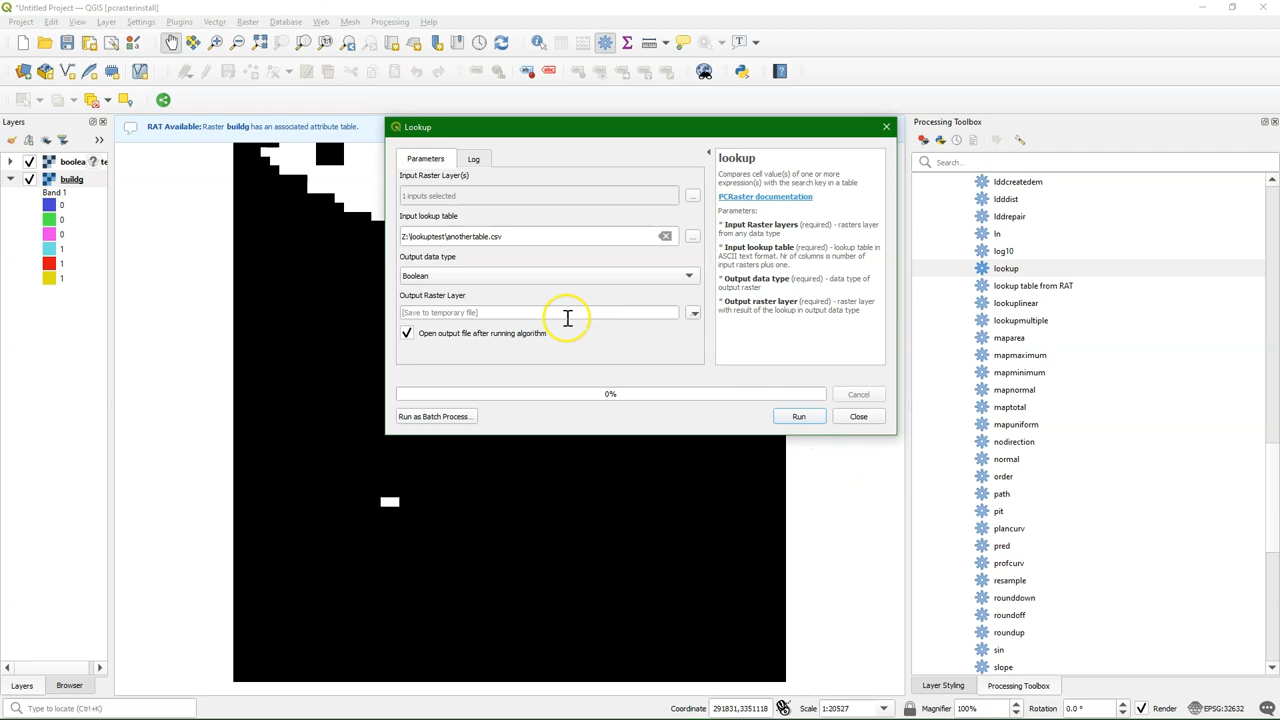 *Untitled Project — QGIS [pcrasterinstall]
Project Edit View Layer Settings Plugins Vector Raster Database Web Mesh Processing Help
Layers
boolea te
buildg
Band 1
0
0
0
1
1
1
RAT Available: Raster buildg has an associated attribute table.
Lookup
Parameters Log
Input Raster Layer(s)
1 inputs selected
...
Input lookup table
Z:\lookuptest\anothertable.csv
...
Output data type
Boolean
Output Raster Layer
[Save to temporary file]
Open output file after running algorithm
0%
Cancel
Run as Batch Process...
Run
Close
lookup
Compares cell value(s) of one or more
expression(s) with the search key in a table
PCRaster documentation
Parameters:
* Input Raster layers (required) - rasters layer
from any data type
* Input lookup table (required) - lookup table in
ASCII text format. Nr of columns is number of
input rasters plus one.
* Output data type (required) - data type of
output raster
* Output raster layer (required) - raster layer
with result of the lookup in output data type
Processing Toolbox
Search...
lddcreatedem
ldddist
lddrepair
ln
log10
lookup
lookup table from RAT
lookuplinear
lookupmultiple
maparea
mapmaximum
mapminimum
mapnormal
maptotal
mapuniform
nodirection
normal
order
path
pit
plancurv
pred
profcurv
resample
rounddown
roundoff
roundup
sin
slope
Layers Browser
Layer Styling Processing Toolbox
Type to locate (Ctrl+K)
Coordinate 291831,3351118 Scale 1:20527 Magnifier 100% Rotation 0.0 ° Render EPSG:32632